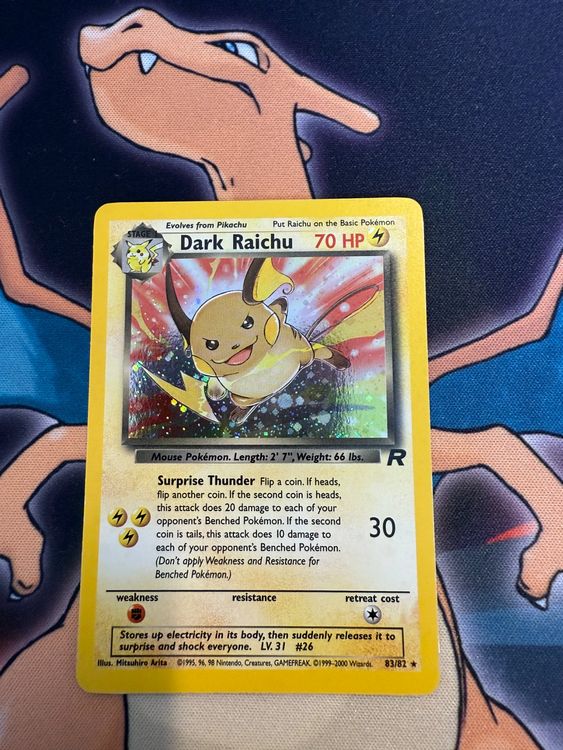 Evolves from Pikachu Put Raichu on the Basic Pokémon
STAGE 1
Dark Raichu 70 HP
Mouse Pokémon. Length: 2' 7", Weight: 66 lbs.
R
Surprise Thunder Flip a coin. If heads,
flip another coin. If the second coin is heads,
this attack does 20 damage to each of your
opponent's Benched Pokémon. If the second
coin is tails, this attack does 10 damage to
each of your opponent's Benched Pokémon.
(Don't apply Weakness and Resistance for
Benched Pokémon.)
30
weakness resistance retreat cost
Stores up electricity in its body, then suddenly releases it to
surprise and shock everyone. LV. 31 #26
Illus. Mitsuhiro Arita ©1995, 96, 98 Nintendo, Creatures, GAMEFREAK. ©1999-2000 Wizards. 83/82 ★